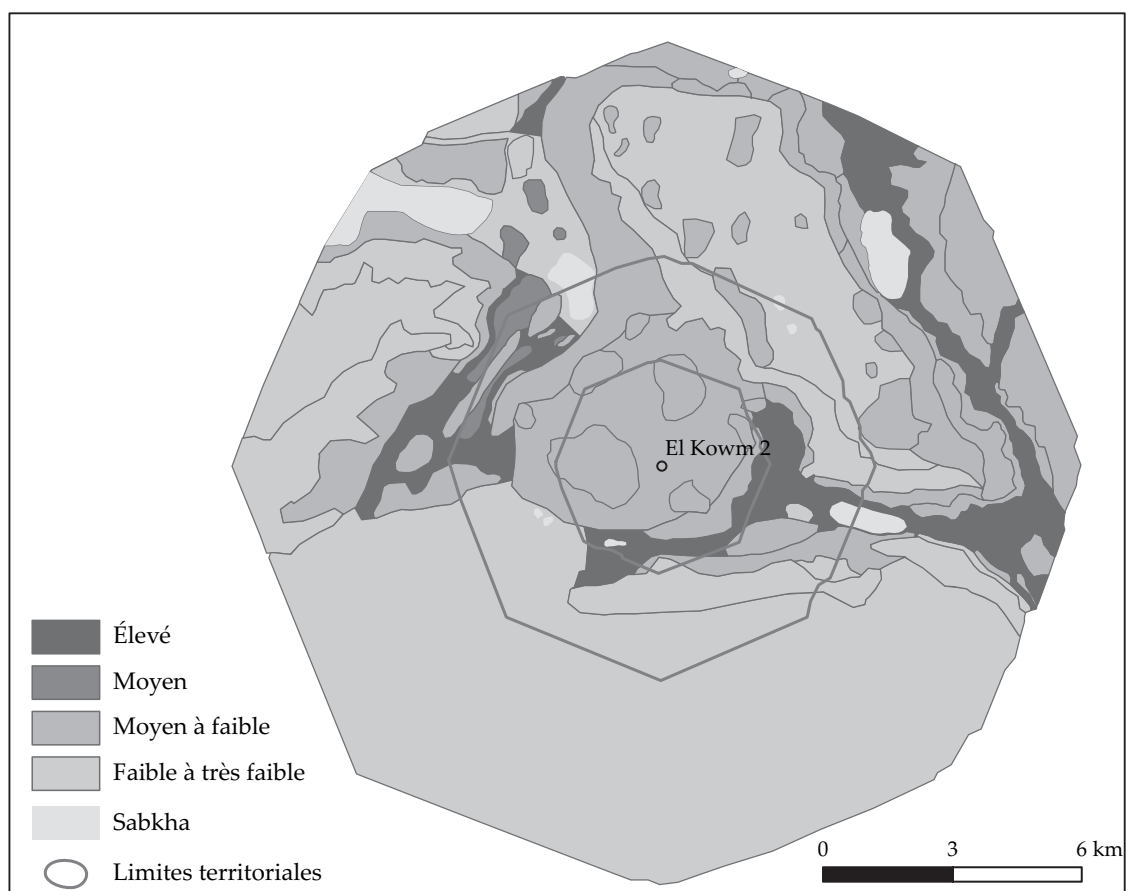 El Kowm 2
Élevé
Moyen
Moyen à faible
Faible à très faible
Sabkha
Limites territoriales
0 3 6 km